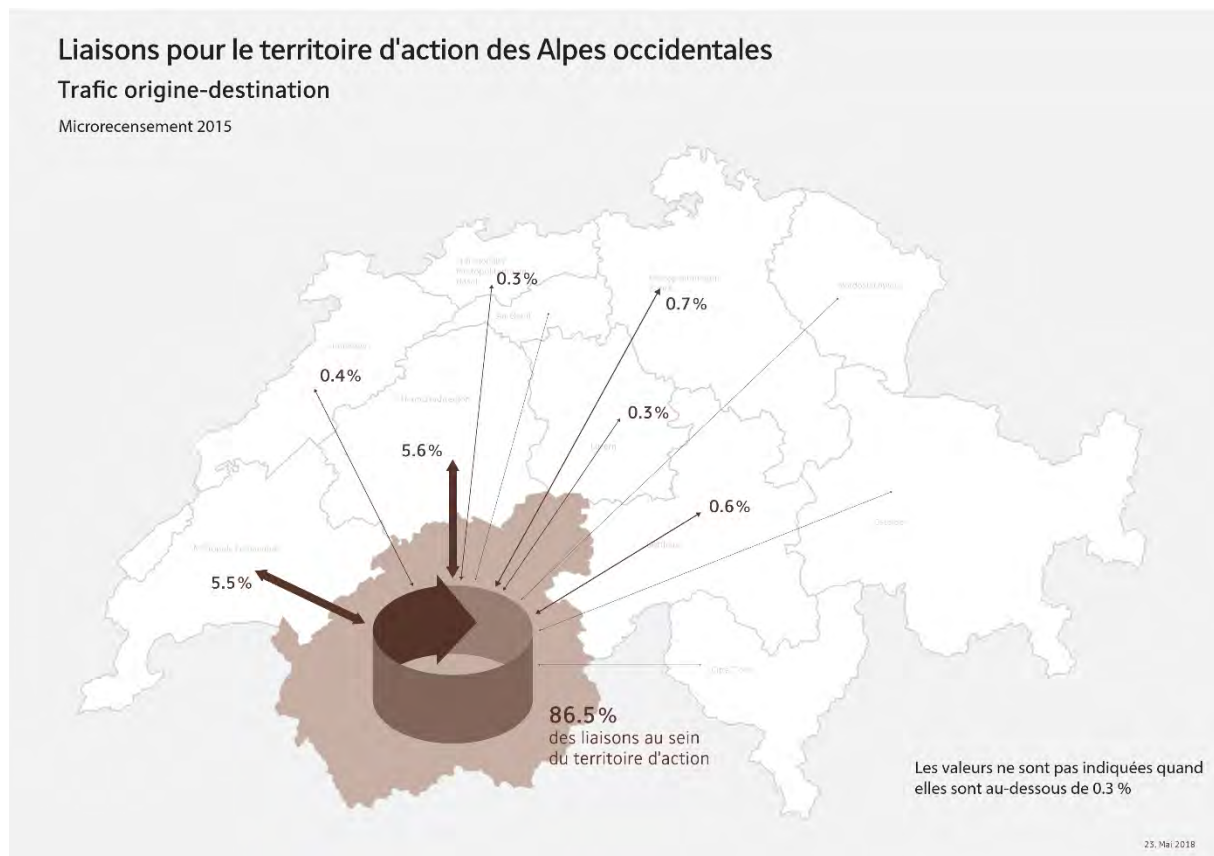 Liaisons pour le territoire d'action des Alpes occidentales
Trafic origine-destination
Microrecensement 2015
0.3 %
0.7 %
0.4 %
0.3 %
5.6 %
Luzern
0.6 %
5.5 %
86.5 %
des liaisons au sein
du territoire d'action
Les valeurs ne sont pas indiquées quand
elles sont au-dessous de 0.3 %
23. Mai 2018